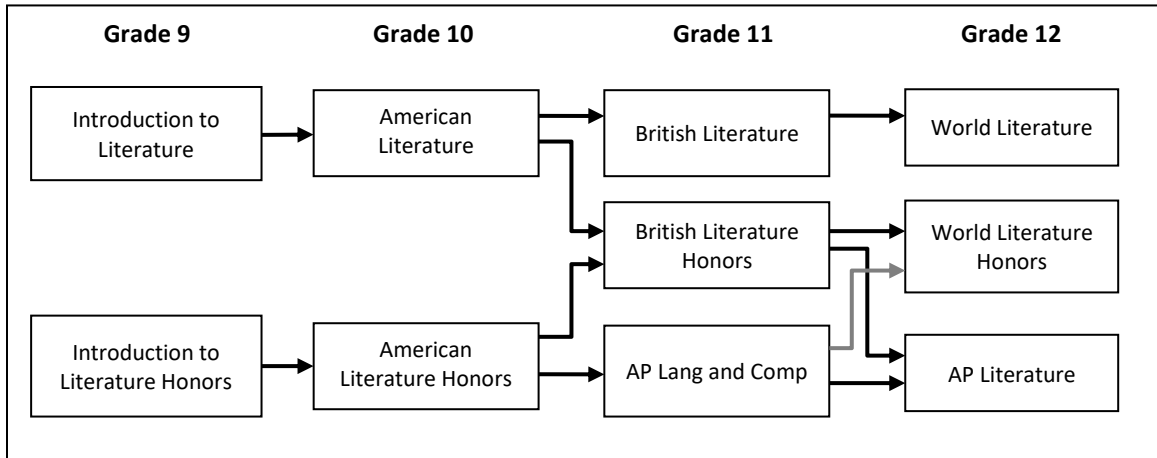 Grade 9
Grade 10
Grade 11
Grade 12
Introduction to
Literature
American
Literature
British Literature
World Literature
British Literature
Honors
World Literature
Honors
Introduction to
Literature Honors
American
Literature Honors
AP Lang and Comp
AP Literature